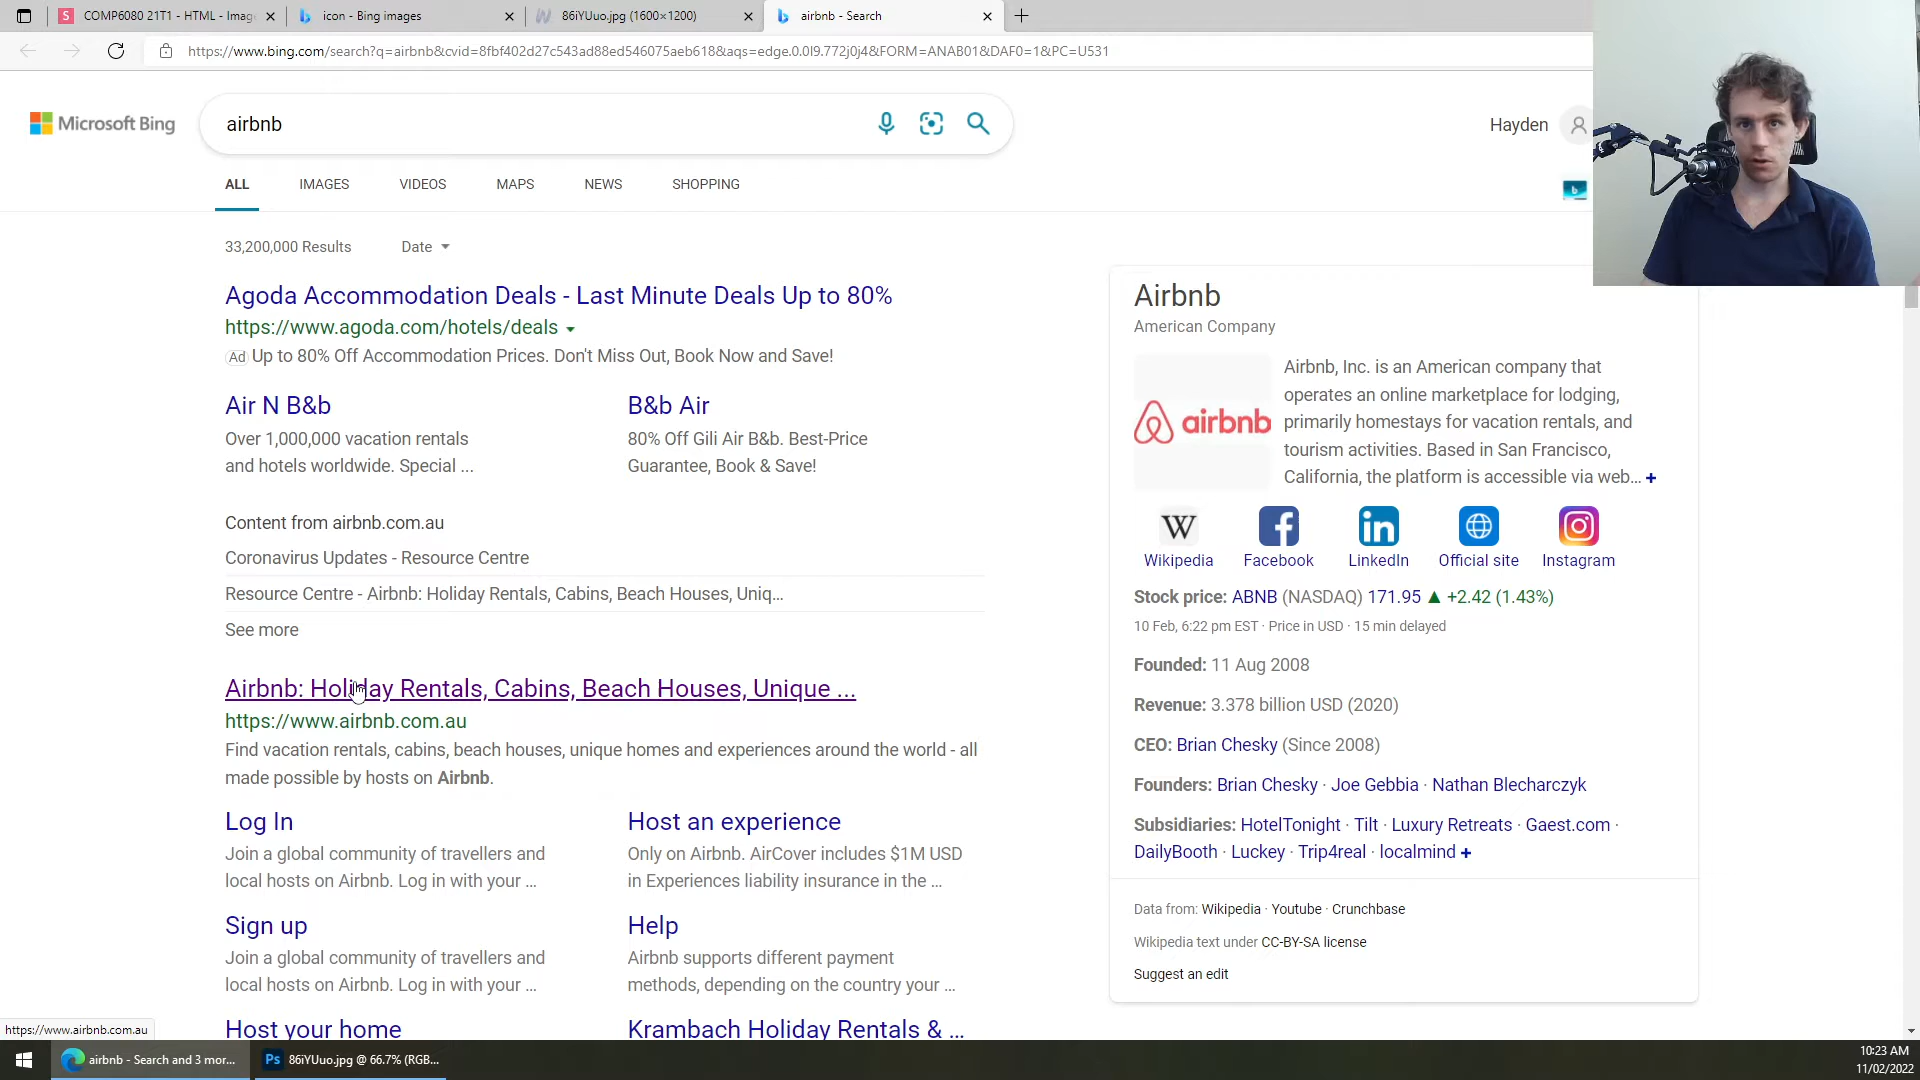 COMP6080 21T1 - HTML - Imag
icon - Bing images
86iYUuo.jpg (1600×1200)
airbnb - Search
https://www.bing.com/search?q=airbnb&cvid=8fbf402d27c543ad88ed546075aeb618&aqs=edge.0.0l9.772j0j4&FORM=ANAB01&DAF0=1&PC=U531
Microsoft Bing
airbnb
Hayden
ALL IMAGES VIDEOS MAPS NEWS SHOPPING
33,200,000 Results Date
Agoda Accommodation Deals - Last Minute Deals Up to 80%
https://www.agoda.com/hotels/deals
Ad Up to 80% Off Accommodation Prices. Don't Miss Out, Book Now and Save!
Air N B&b
Over 1,000,000 vacation rentals
and hotels worldwide. Special ...
B&b Air
80% Off Gili Air B&b. Best-Price
Guarantee, Book & Save!
Content from airbnb.com.au
Coronavirus Updates - Resource Centre
Resource Centre - Airbnb: Holiday Rentals, Cabins, Beach Houses, Uniq...
See more
Airbnb: Holiday Rentals, Cabins, Beach Houses, Unique ...
https://www.airbnb.com.au
Find vacation rentals, cabins, beach houses, unique homes and experiences around the world - all
made possible by hosts on Airbnb.
Log In
Join a global community of travellers and
local hosts on Airbnb. Log in with your ...
Host an experience
Only on Airbnb. AirCover includes $1M USD
in Experiences liability insurance in the ...
Sign up
Join a global community of travellers and
local hosts on Airbnb. Log in with your ...
Help
Airbnb supports different payment
methods, depending on the country your ...
Host your home
Krambach Holiday Rentals & ...
Airbnb
American Company
airbnb
Airbnb, Inc. is an American company that
operates an online marketplace for lodging,
primarily homestays for vacation rentals, and
tourism activities. Based in San Francisco,
California, the platform is accessible via web... +
W
f
in
Wikipedia Facebook LinkedIn Official site Instagram
Stock price: ABNB (NASDAQ) 171.95 ▲ +2.42 (1.43%)
10 Feb, 6:22 pm EST · Price in USD · 15 min delayed
Founded: 11 Aug 2008
Revenue: 3.378 billion USD (2020)
CEO: Brian Chesky (Since 2008)
Founders: Brian Chesky · Joe Gebbia · Nathan Blecharczyk
Subsidiaries: HotelTonight · Tilt · Luxury Retreats · Gaest.com ·
DailyBooth · Luckey · Trip4real · localmind +
Data from: Wikipedia · Youtube · Crunchbase
Wikipedia text under CC-BY-SA license
Suggest an edit
https://www.airbnb.com.au
airbnb - Search and 3 mor...
Ps 86iYUuo.jpg @ 66.7% (RGB...
10:23 AM
11/02/2022